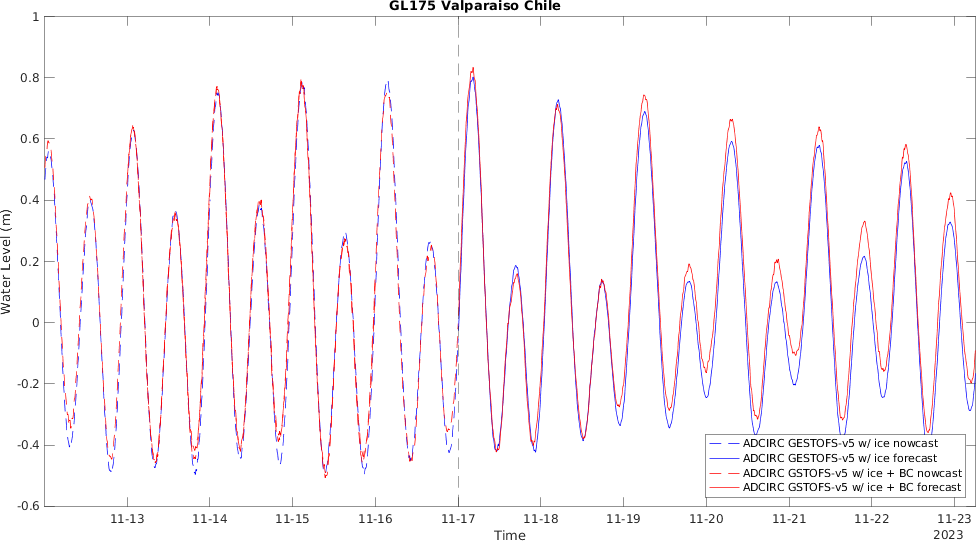 GL175 Valparaiso Chile
1
0.8
0.6
0.4
0.2
0
-0.2
-0.4
-0.6
Water Level (m)
11-13 11-14 11-15 11-16 11-17 11-18 11-19 11-20 11-21 11-22 11-23
2023
Time
ADCIRC GESTOFS-v5 w/ ice nowcast
ADCIRC GESTOFS-v5 w/ ice forecast
ADCIRC GSTOFS-v5 w/ ice + BC nowcast
ADCIRC GSTOFS-v5 w/ ice + BC forecast